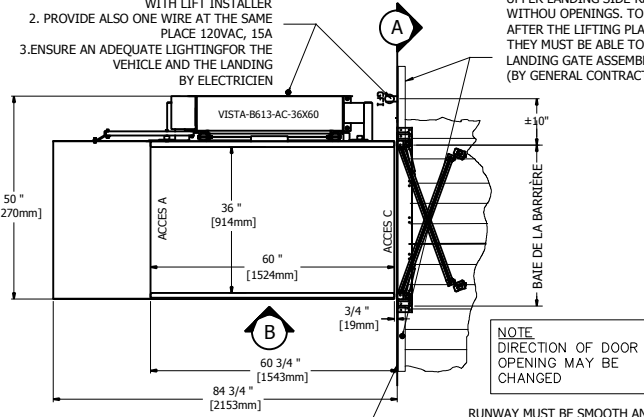 WITH LIFT INSTALLER
2. PROVIDE ALSO ONE WIRE AT THE SAME
PLACE 120VAC, 15A
3.ENSURE AN ADEQUATE LIGHTINGFOR THE
VEHICLE AND THE LANDING
BY ELECTRICIEN
A
UPPER LANDING SIDE
WITHOU OPENINGS. TO
AFTER THE LIFTING
THEY MUST BE ABLE TO
LANDING GATE
(BY GENERAL
VISTA-B613-AC-36X60
±10"
50 "
270mm]
ACCES A
36 "
[914mm]
ACCES C
BAIE DE LA BARRIÈRE
60 "
[1524mm]
3/4 "
[19mm]
B
60 3/4 "
[1543mm]
84 3/4 "
[2153mm]
NOTE
DIRECTION OF DOOR
OPENING MAY BE
CHANGED
RUNWAY MUST BE SMOOTH